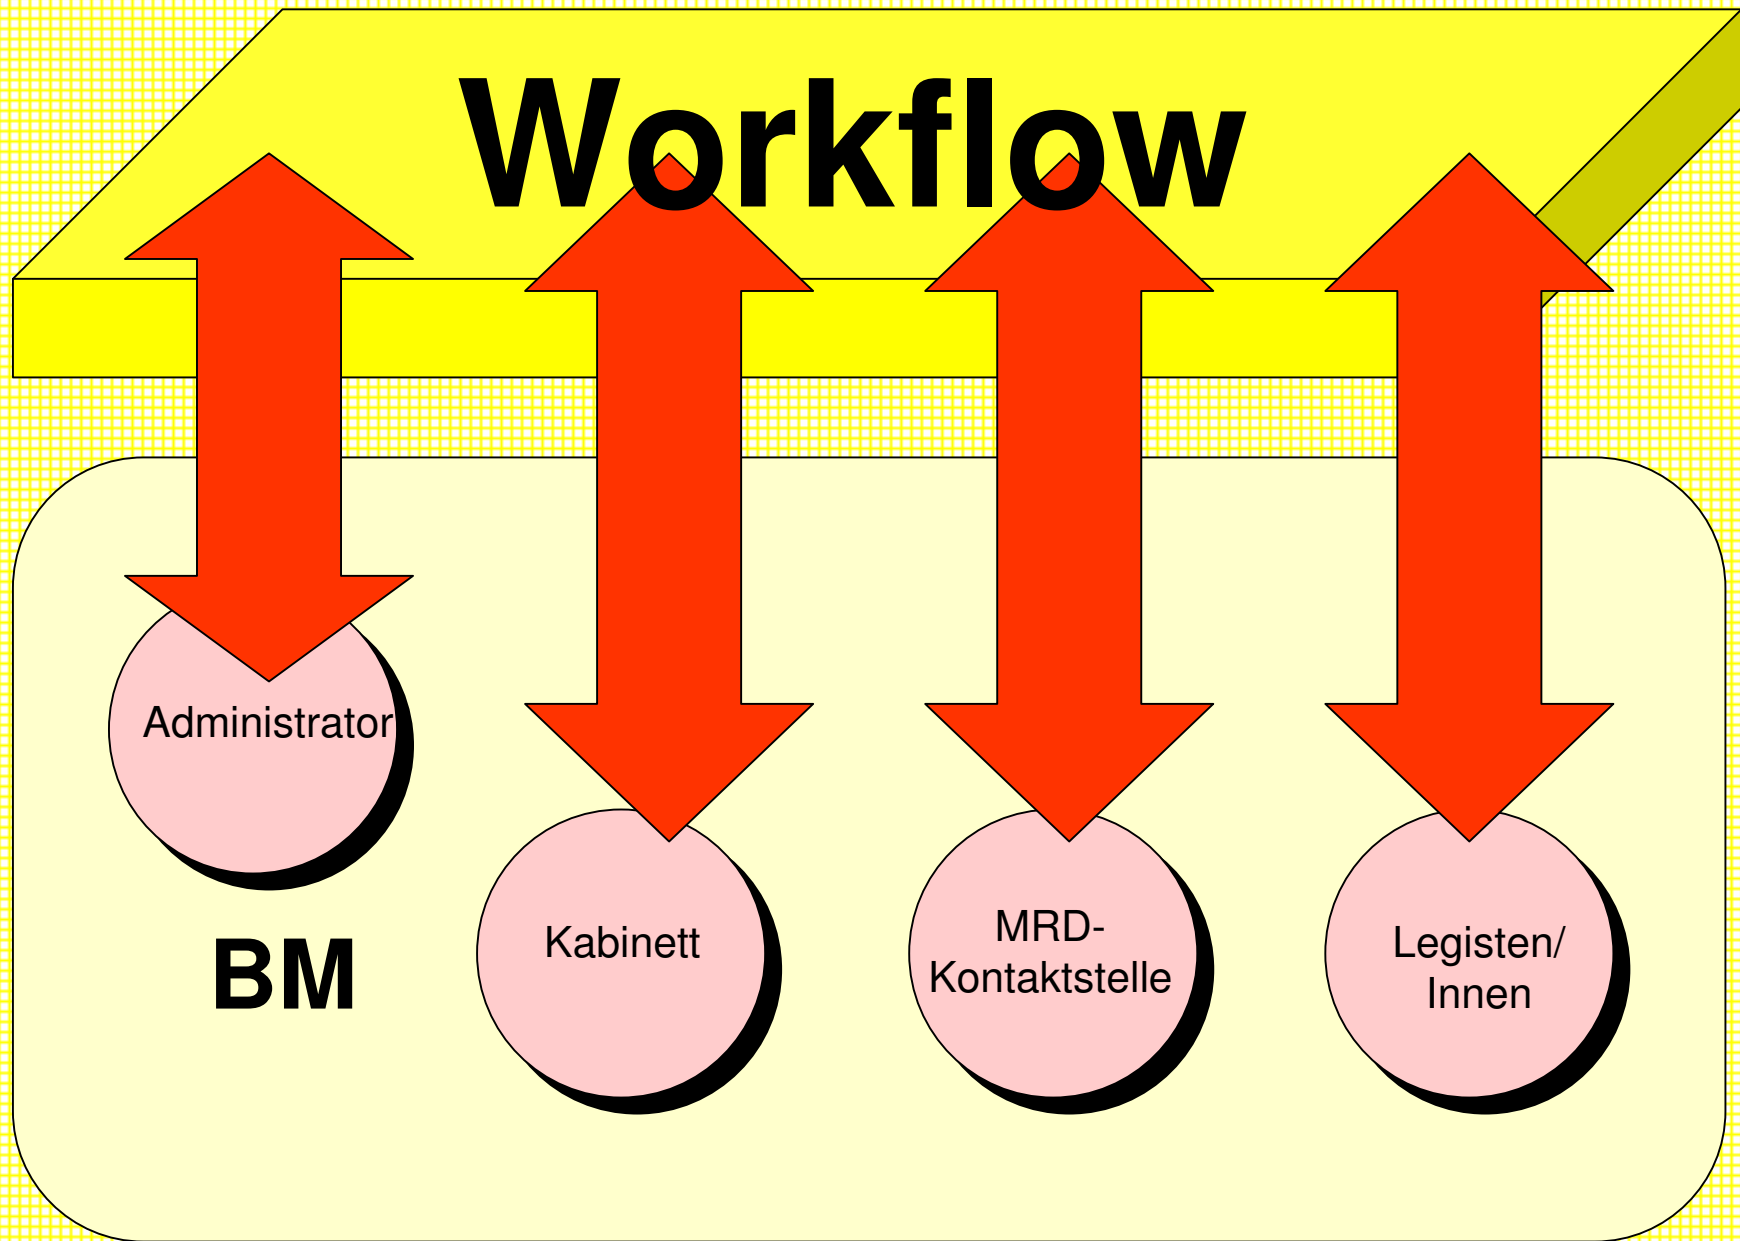 Workflow
Administrator
BM
Kabinett
MRD-
Kontaktstelle
Legisten/
Innen